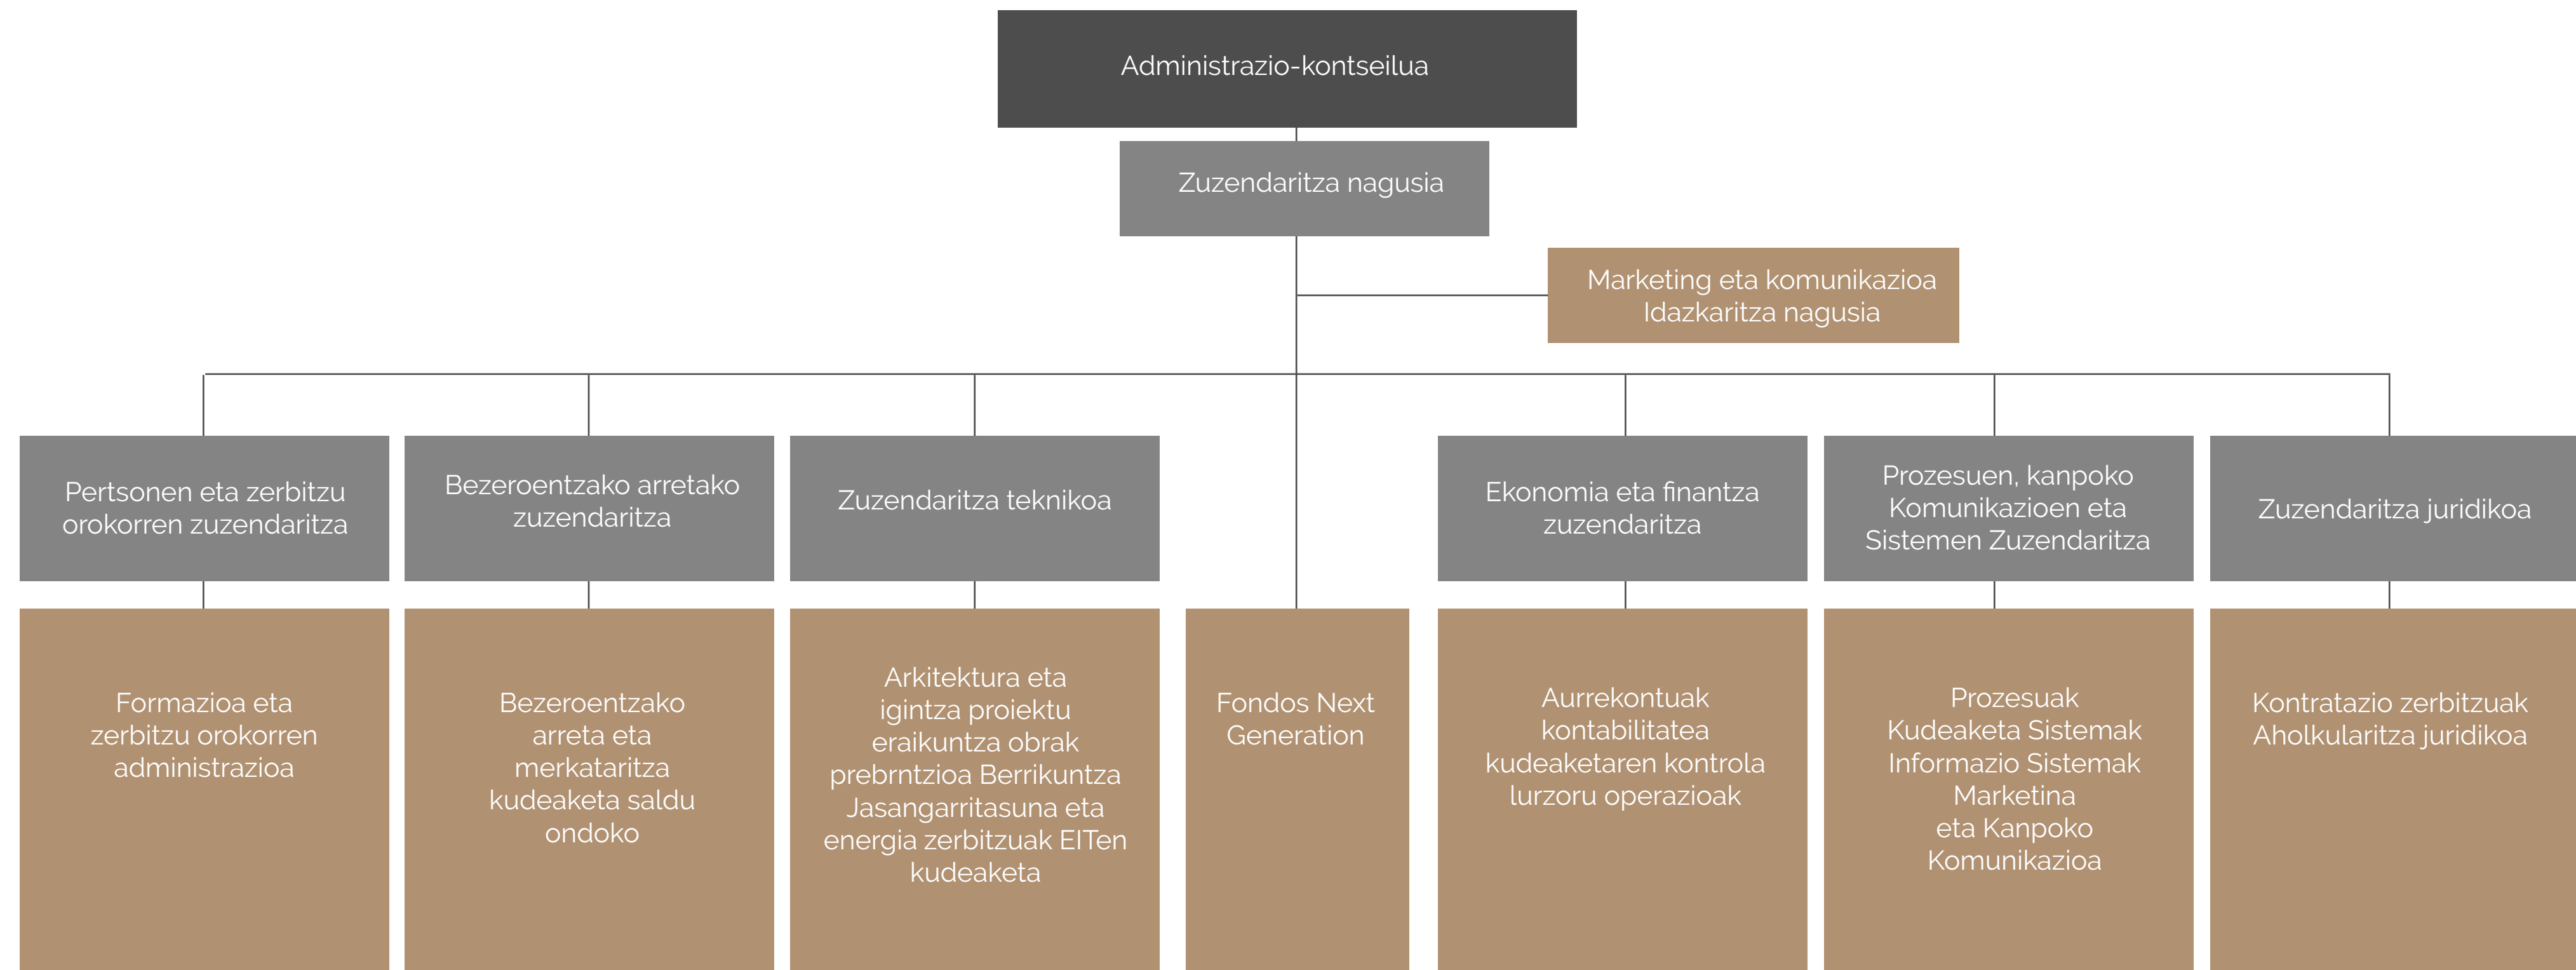 Administrazio-kontseilua
Zuzendaritza nagusia
Marketing eta komunikazioa
Idazkaritza nagusia
Pertsonen eta zerbitzu
orokorren zuzendaritza
Bezeroentzako arretako
zuzendaritza
Zuzendaritza teknikoa
Ekonomia eta finantza
zuzendaritza
Prozesuen, kanpoko
Komunikazioen eta
Sistemen Zuzendaritza
Zuzendaritza juridikoa
Formazioa eta
zerbitzu orokorren
administrazioa
Bezeroentzako
arreta eta
merkataritza
kudeaketa saldu
ondoko
Arkitektura eta
igintza proiektu
eraikuntza obrak
prebrntzioa Berrikuntza
Jasangarritasuna eta
energia zerbitzuak EITen
kudeaketa
Fondos Next
Generation
Aurrekontuak
kontabilitatea
kudeaketaren kontrola
lurzoru operazioak
Prozesuak
Kudeaketa Sistemak
Informazio Sistemak
Marketina
eta Kanpoko
Komunikazioa
Kontratazio zerbitzuak
Aholkularitza juridikoa